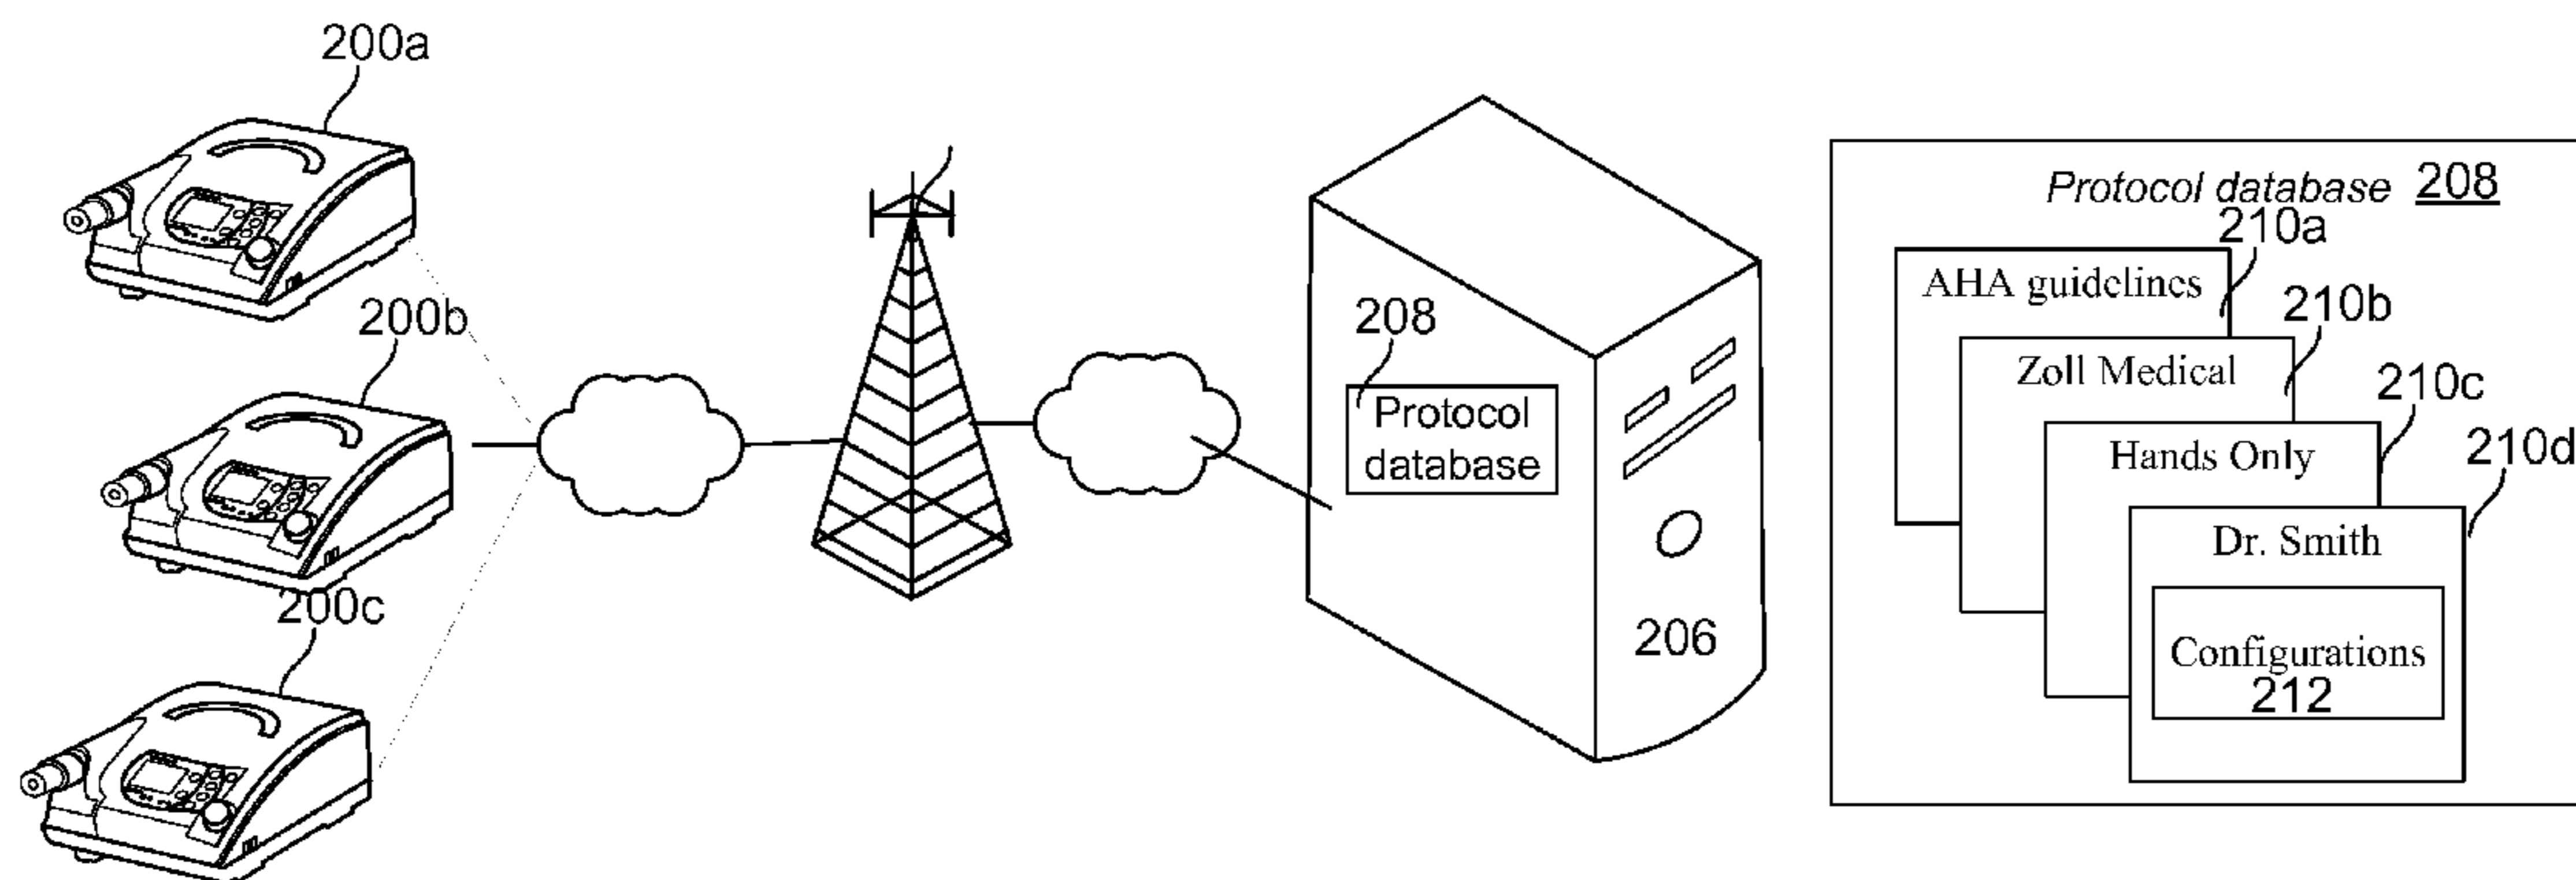 200a
200b
200c
208
Protocol
database
206
Protocol database 208
210a
AHA guidelines
210b
Zoll Medical
210c
Hands Only
210d
Dr. Smith
Configurations
212